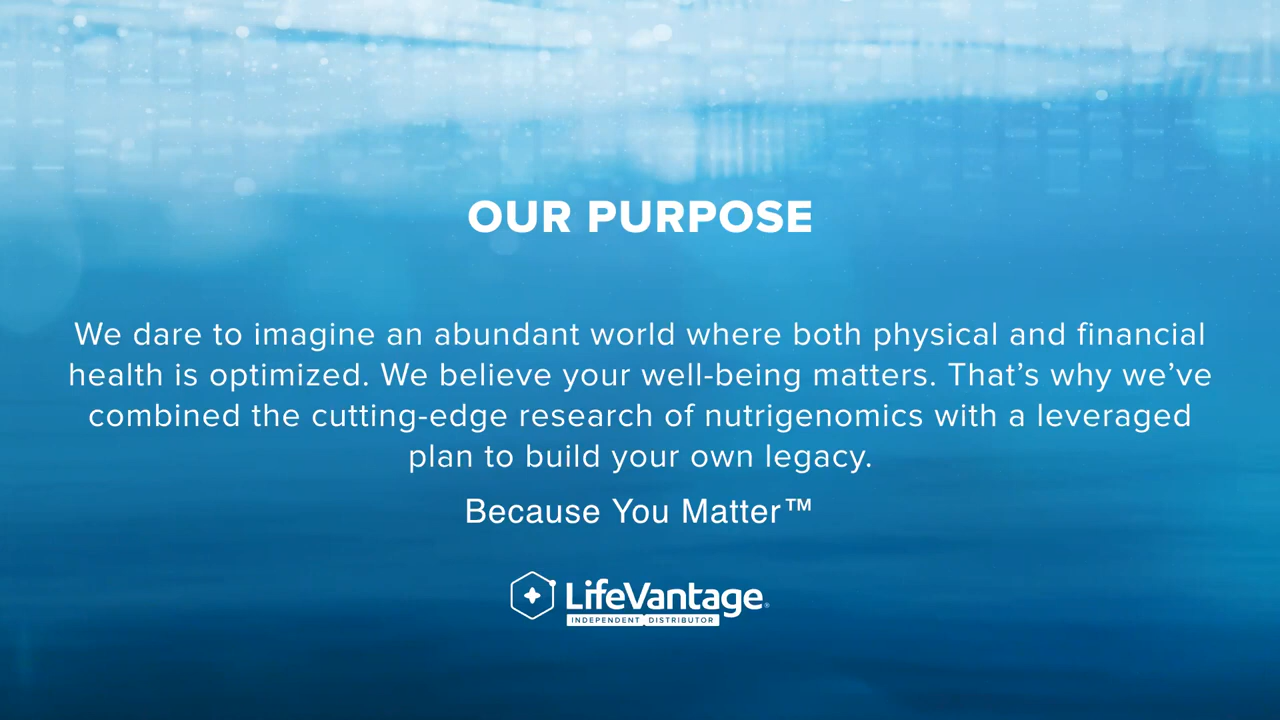 OUR PURPOSE
We dare to imagine an abundant world where both physical and financial
health is optimized. We believe your well-being matters. That’s why we’ve
combined the cutting-edge research of nutrigenomics with a leveraged
plan to build your own legacy.
Because You Matter™
LifeVantage®
INDEPENDENT DISTRIBUTOR